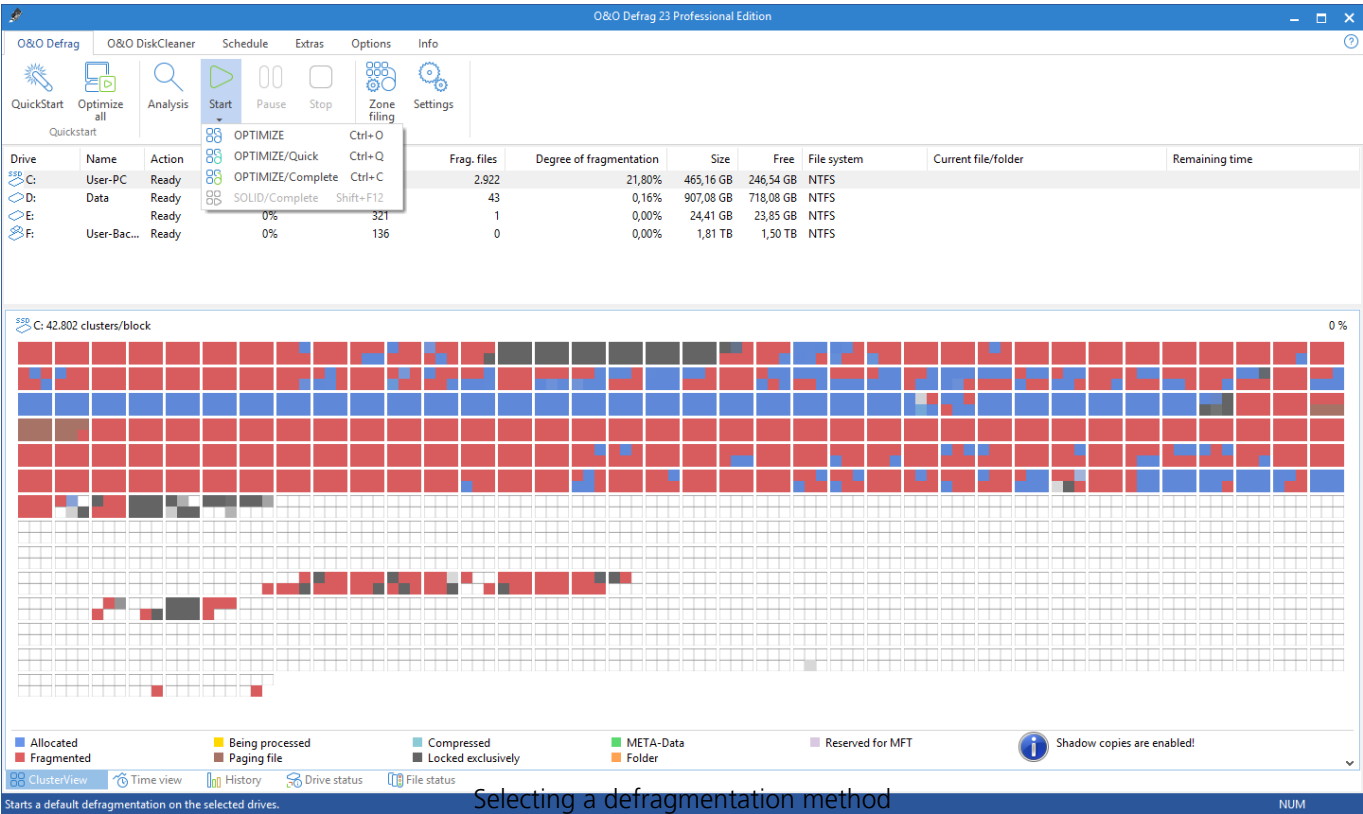 O&O Defrag 23 Professional Edition
O&O Defrag O&O DiskCleaner Schedule Extras Options Info
QuickStart Optimize all Analysis Start Pause Stop Zone filing Settings
Quickstart
OPTIMIZE Ctrl+O
OPTIMIZE/Quick Ctrl+Q
OPTIMIZE/Complete Ctrl+C
SOLID/Complete Shift+F12
Drive Name Action Frag. files Degree of fragmentation Size Free File system Current file/folder Remaining time
SSD C: User-PC Ready 2.922 21,80% 465,16 GB 246,54 GB NTFS
D: Data Ready 43 0,16% 907,08 GB 718,08 GB NTFS
E: Ready 0% 321 1 0,00% 24,41 GB 23,85 GB NTFS
F: User-Bac... Ready 0% 136 0 0,00% 1,81 TB 1,50 TB NTFS
SSD C: 42.802 clusters/block 0 %
Allocated Being processed Compressed META-Data Reserved for MFT Shadow copies are enabled!
Fragmented Paging file Locked exclusively Folder
ClusterView Time view History Drive status File status
Starts a default defragmentation on the selected drives. NUM
Selecting a defragmentation method